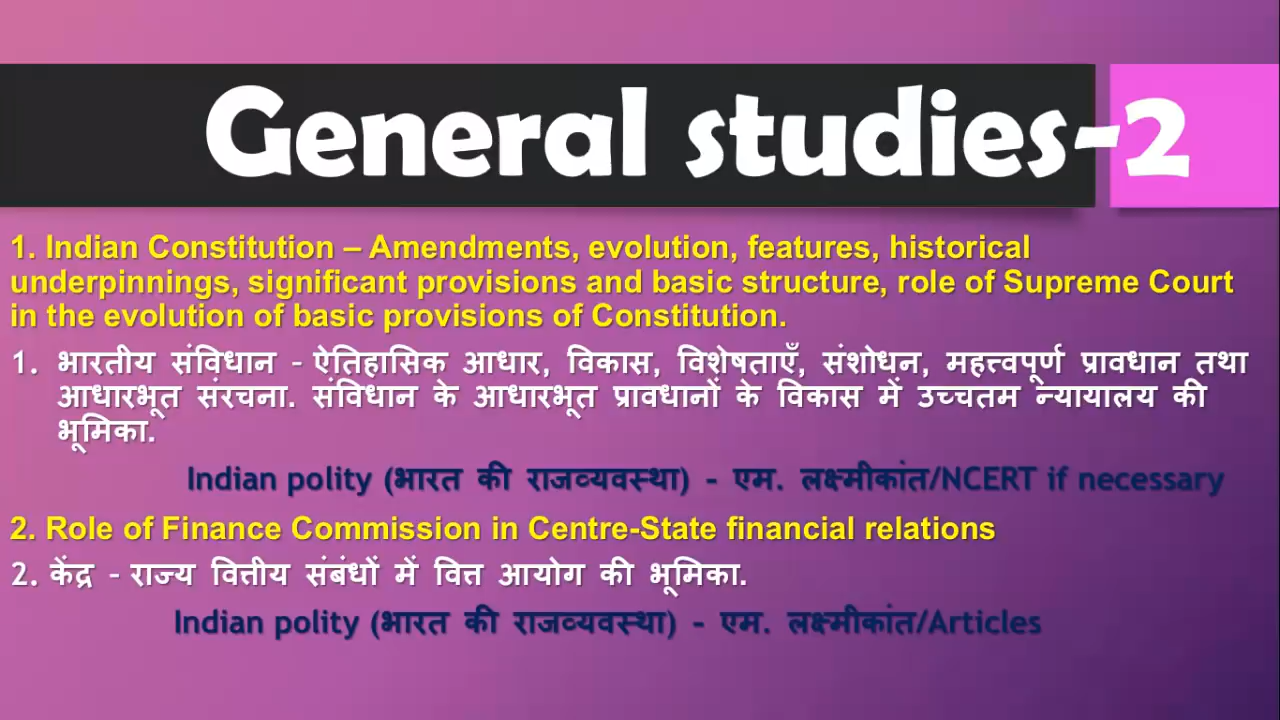 General studies-2
1. Indian Constitution – Amendments, evolution, features, historical
underpinnings, significant provisions and basic structure, role of Supreme Court
in the evolution of basic provisions of Constitution.
1. भारतीय संविधान - ऐतिहासिक आधार, विकास, विशेषताएँ, संशोधन, महत्त्वपूर्ण प्रावधान तथा
आधारभूत संरचना. संविधान के आधारभूत प्रावधानों के विकास में उच्चतम न्यायालय की
भूमिका.
Indian polity (भारत की राजव्यवस्था) - एम. लक्ष्मीकांत/NCERT if necessary
2. Role of Finance Commission in Centre-State financial relations
2. केंद्र - राज्य वित्तीय संबंधों में वित्त आयोग की भूमिका.
Indian polity (भारत की राजव्यवस्था) - एम. लक्ष्मीकांत/Articles